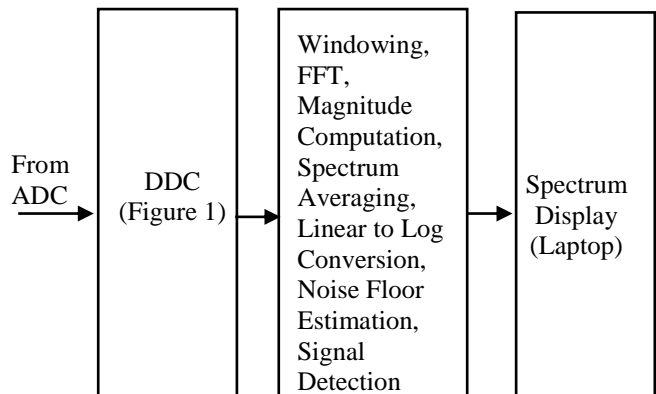 From
ADC
DDC
(Figure 1)
Windowing,
FFT,
Magnitude
Computation,
Spectrum
Averaging,
Linear to Log
Conversion,
Noise Floor
Estimation,
Signal
Detection
Spectrum
Display
(Laptop)